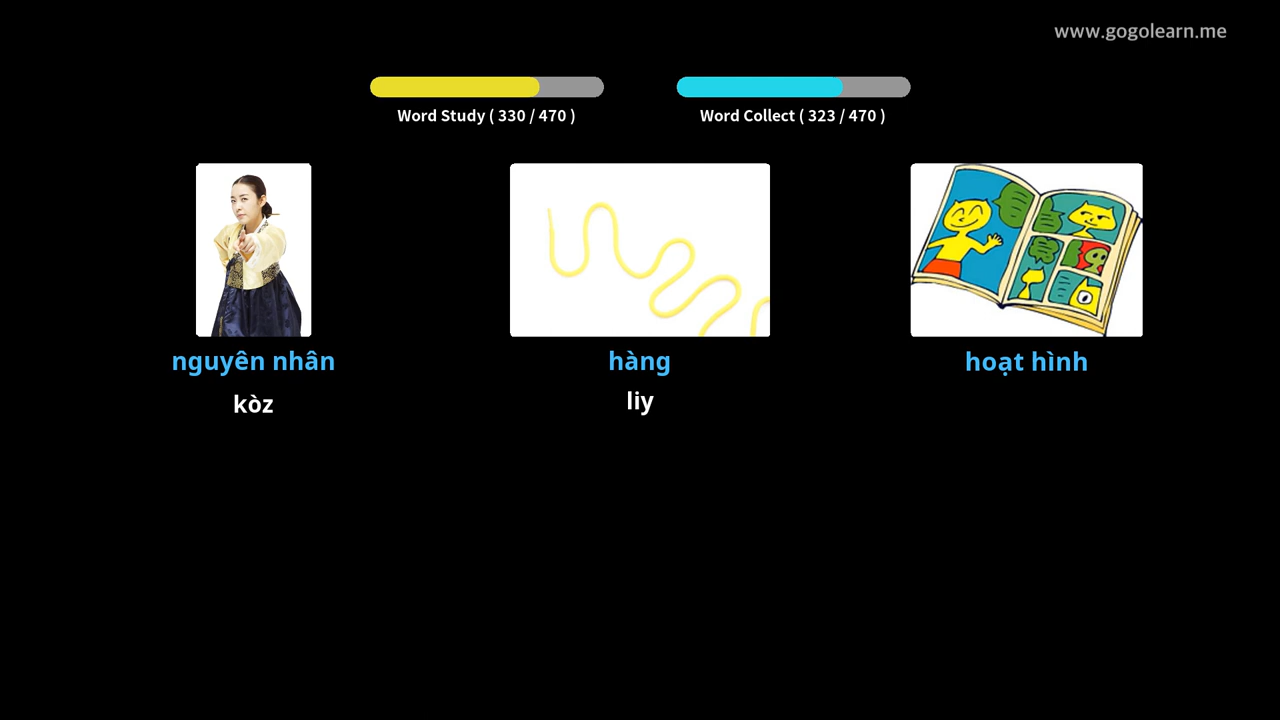 www.gogolearn.me
Word Study ( 330 / 470 )
Word Collect ( 323 / 470 )
nguyên nhân
hàng
hoạt hình
kòz
liy